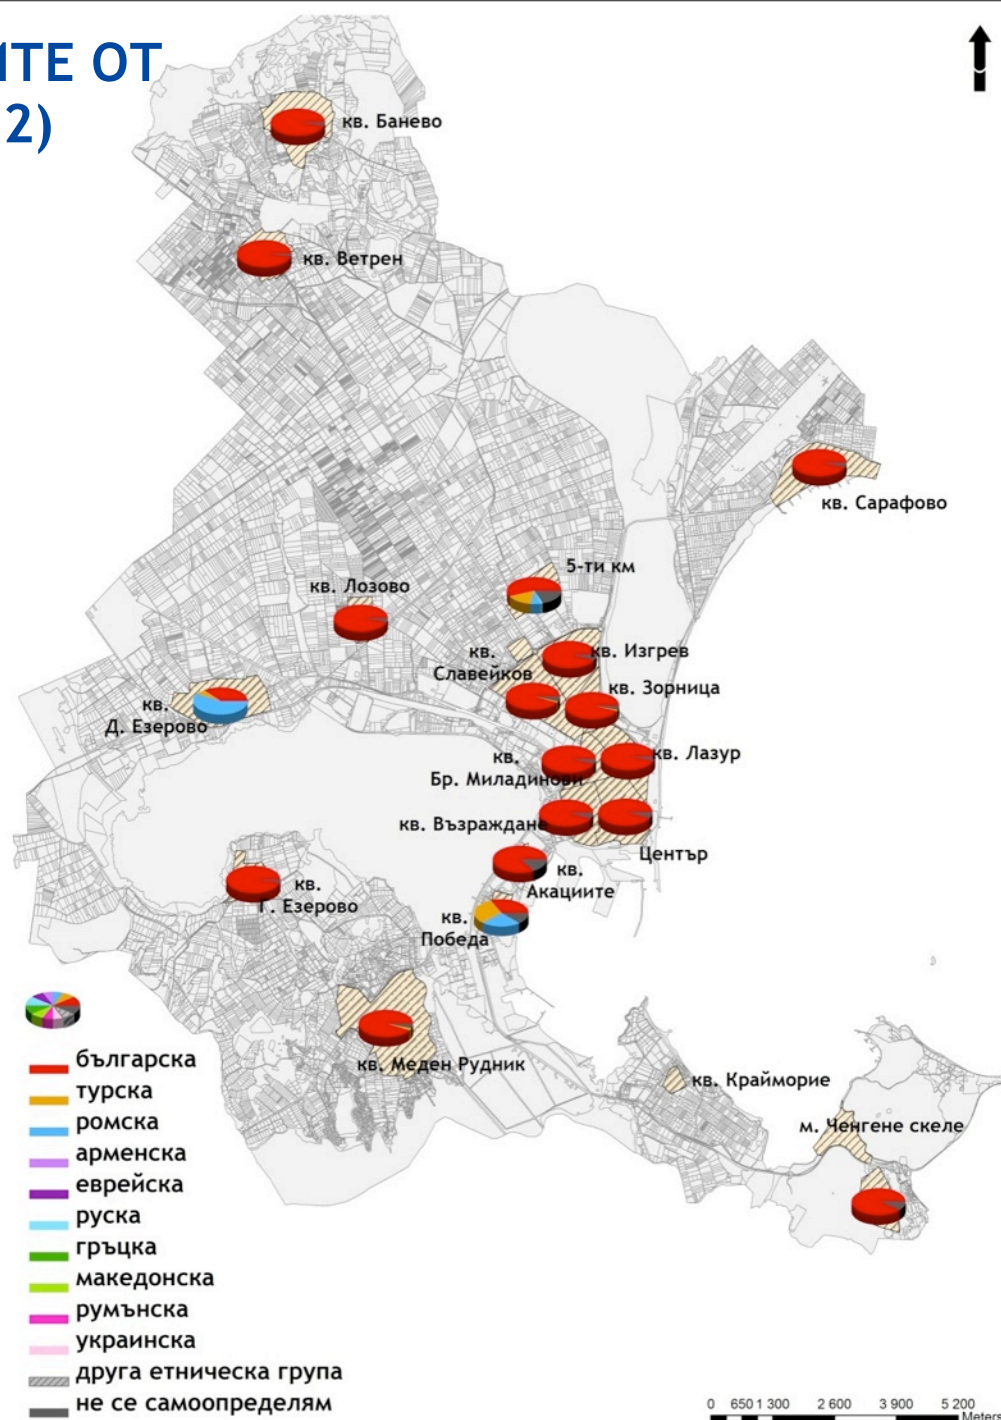 ИТЕ ОТ
2)
кв. Банево
кв. Ветрен
кв. Сарафово
5-ти км
кв. Лозово
кв.
Славейков
кв. Изгрев
кв. Зорница
кв.
Д. Езерово
кв. Лазур
кв.
Бр. Миладинови
кв. Възраждане
Център
кв.
Акациите
кв.
Г. Езерово
кв.
Победа
кв. Меден Рудник
кв. Крайморие
м. Ченгене скеле
българска
турска
ромска
арменска
еврейска
руска
гръцка
македонска
румънска
украинска
друга етническа група
не се самоопределям
0 650 1 300 2 600 3 900 5 200
Meters